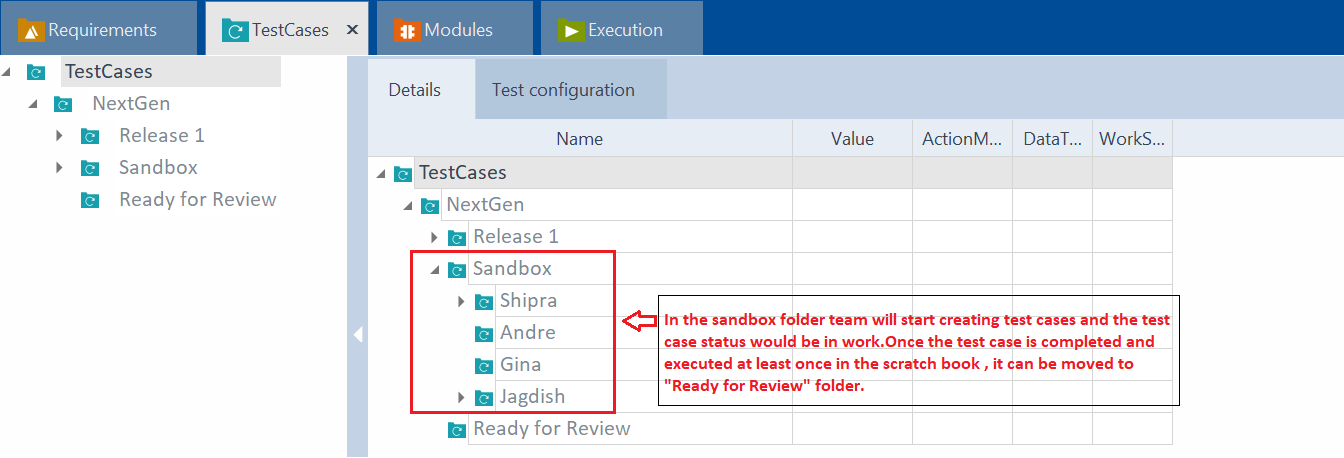 Requirements
TestCases
Modules
Execution
TestCases
NextGen
Release 1
Sandbox
Ready for Review
Details
Test configuration
Name
Value
ActionM...
DataT...
WorkS...
TestCases
NextGen
Release 1
Sandbox
Shipra
Andre
Gina
Jagdish
Ready for Review
In the sandbox folder team will start creating test cases and the test
case status would be in work.Once the test case is completed and
executed at least once in the scratch book , it can be moved to
"Ready for Review" folder.